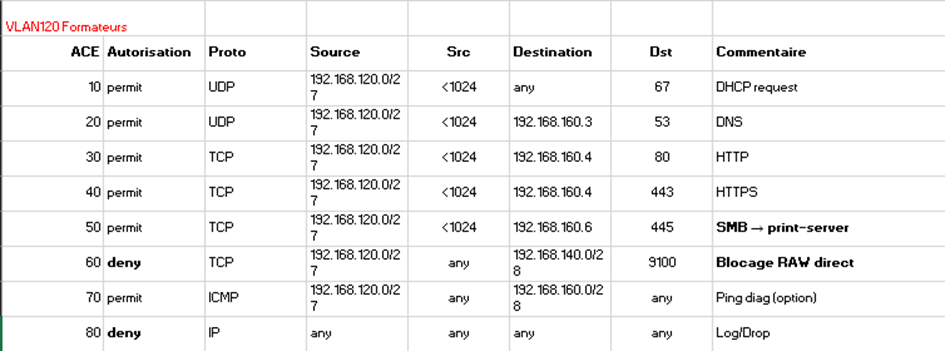 VLAN120 Formateurs
ACE Autorisation Proto Source Src Destination Dst Commentaire
10 permit UDP 192.168.120.0/27 <1024 any 67 DHCP request
20 permit UDP 192.168.120.0/27 <1024 192.168.160.3 53 DNS
30 permit TCP 192.168.120.0/27 <1024 192.168.160.4 80 HTTP
40 permit TCP 192.168.120.0/27 <1024 192.168.160.4 443 HTTPS
50 permit TCP 192.168.120.0/27 <1024 192.168.160.6 445 SMB → print-server
60 deny TCP 192.168.120.0/27 any 192.168.140.0/28 9100 Blocage RAW direct
70 permit ICMP 192.168.120.0/27 any 192.168.160.0/28 any Ping diag (option)
80 deny IP any any any any Log/Drop